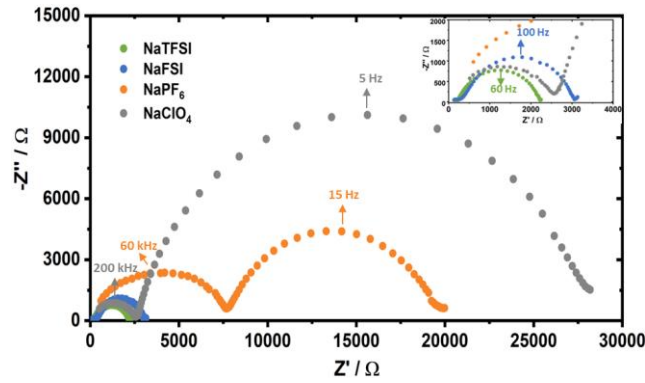 15000
12000
9000
6000
3000
0
-Z'' / Ω
NaTFSI
NaFSI
NaPF6
NaClO4
5 Hz
15 Hz
60 kHz
200 kHz
0
5000
10000
15000
20000
25000
30000
Z' / Ω
2000
1500
1000
500
0
-Z'' / Ω
100 Hz
60 Hz
0
1000
2000
3000
4000
Z' / Ω